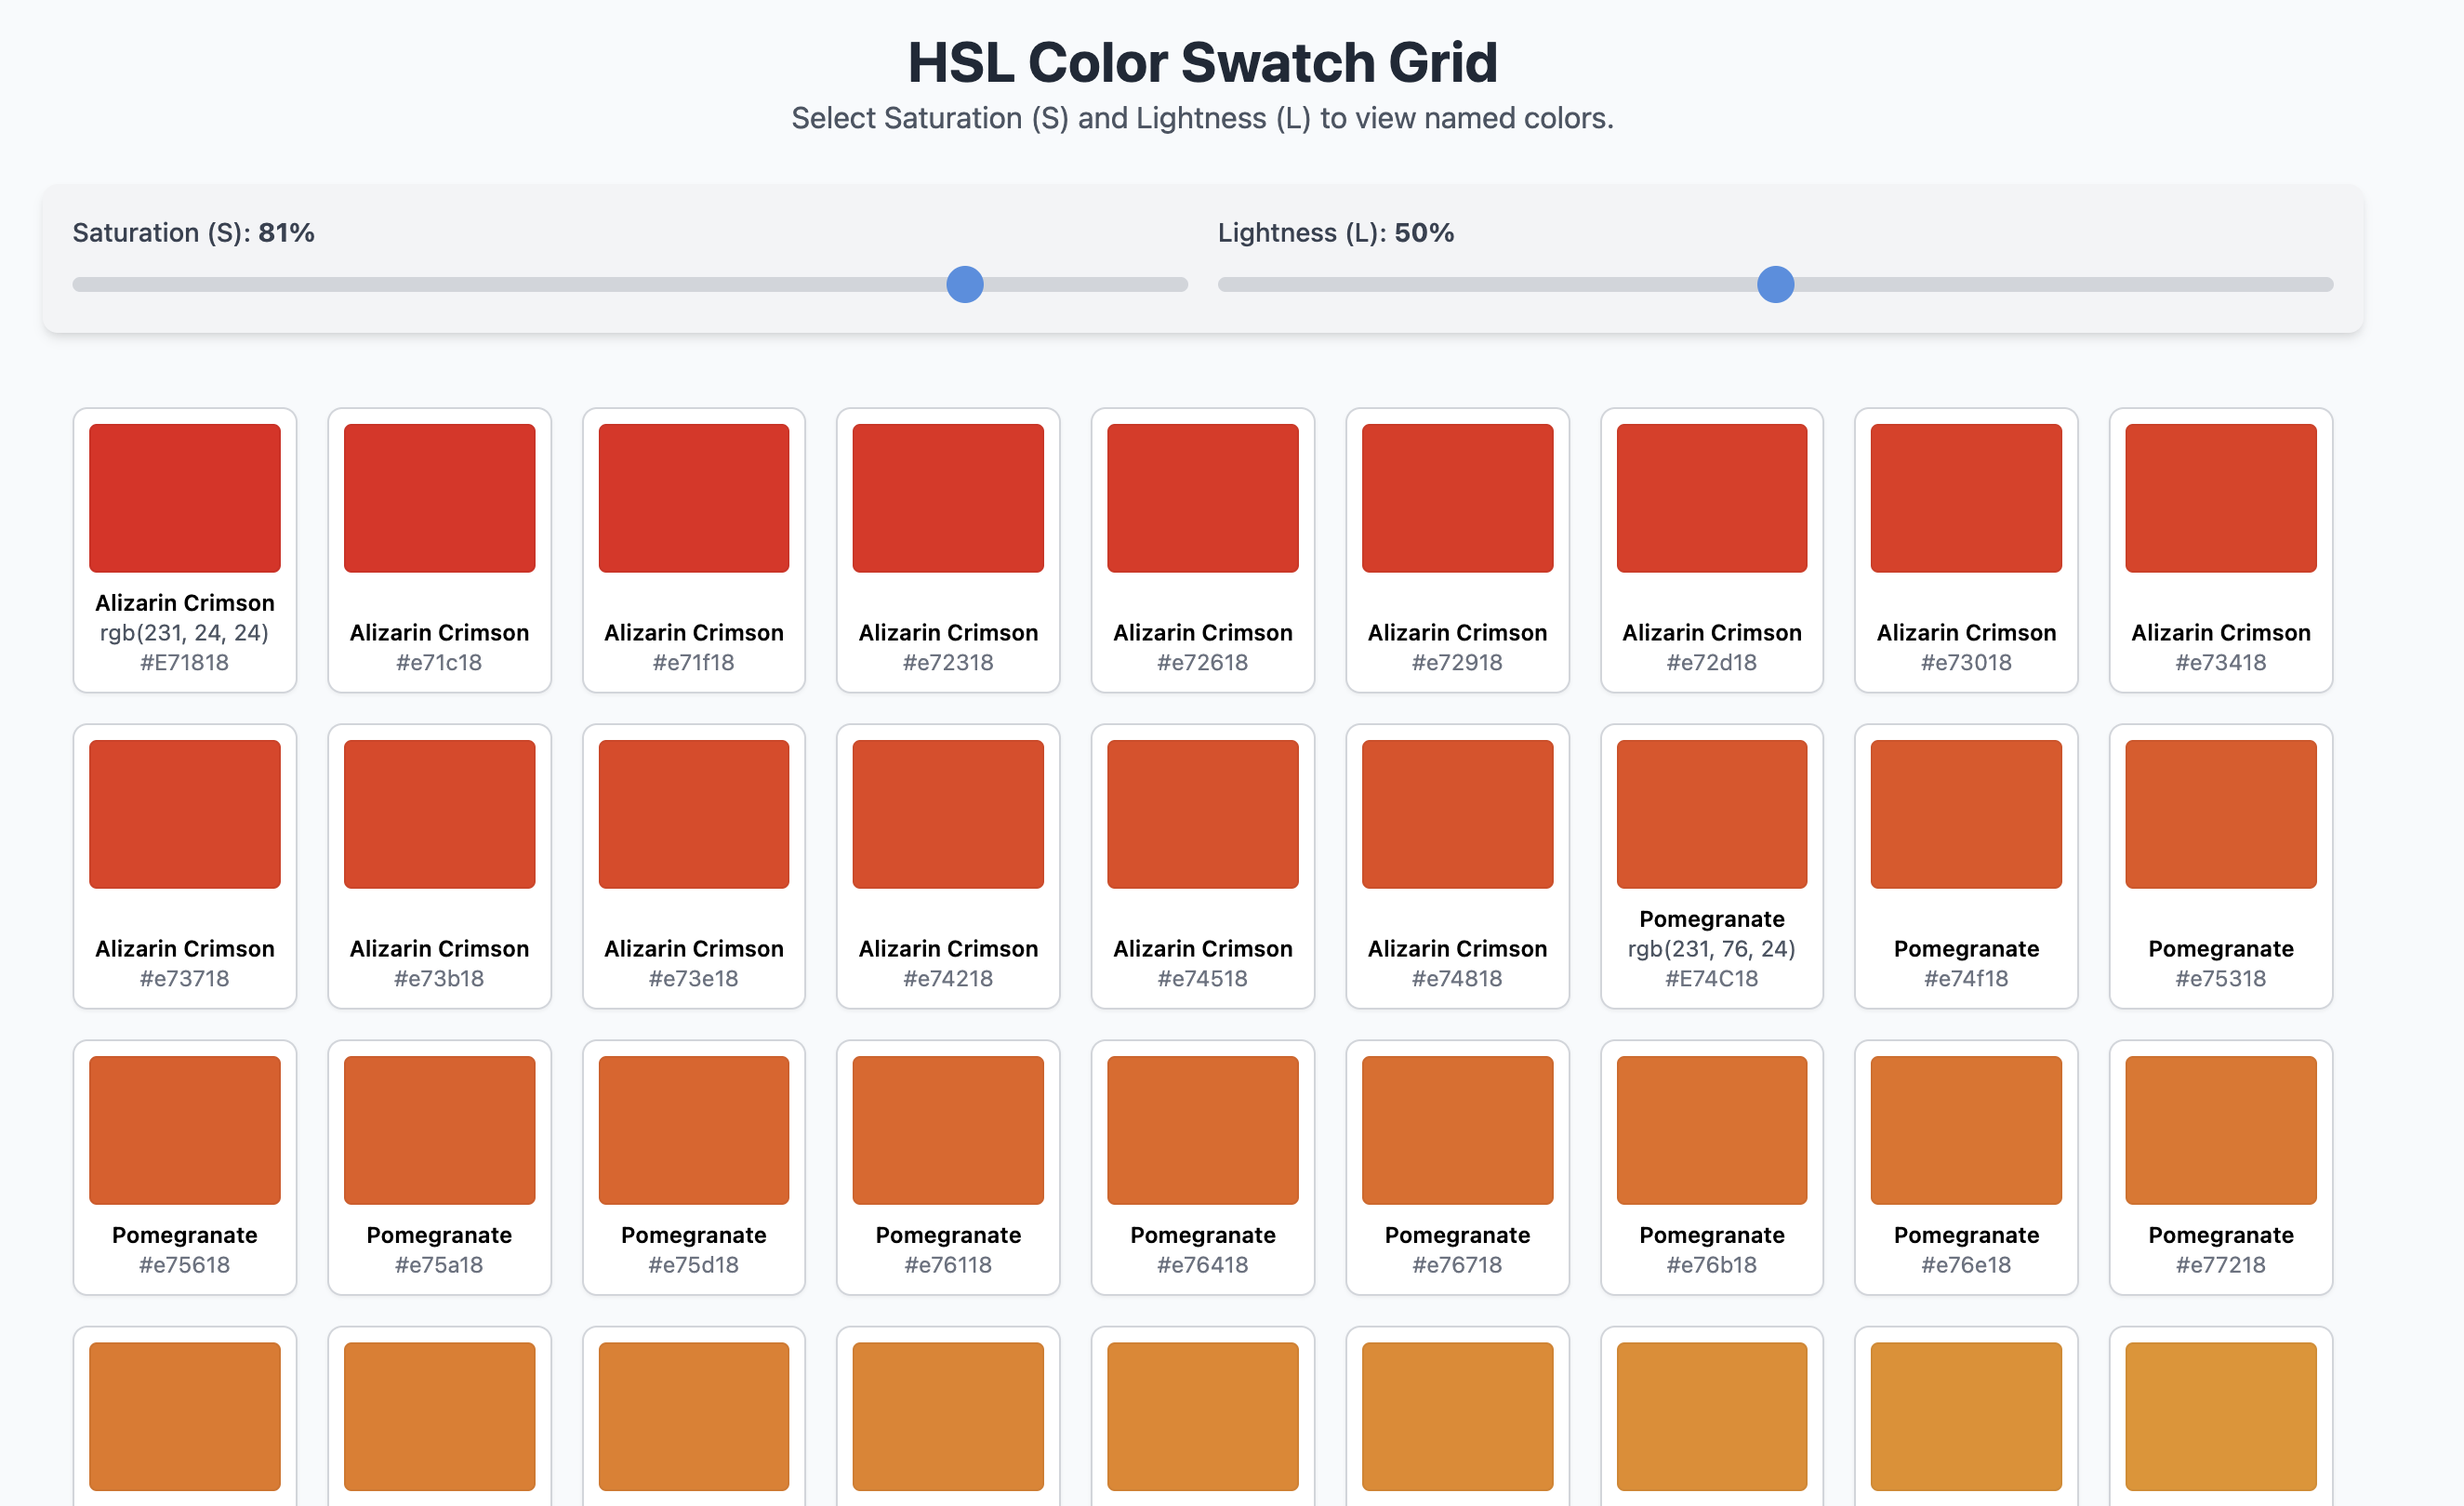 HSL Color Swatch Grid
Select Saturation (S) and Lightness (L) to view named colors.
Saturation (S): 81%
Lightness (L): 50%
Alizarin Crimson
rgb(231, 24, 24)
#E71818
Alizarin Crimson
#e71c18
Alizarin Crimson
#e71f18
Alizarin Crimson
#e72318
Alizarin Crimson
#e72618
Alizarin Crimson
#e72918
Alizarin Crimson
#e72d18
Alizarin Crimson
#e73018
Alizarin Crimson
#e73418
Alizarin Crimson
#e73718
Alizarin Crimson
#e73b18
Alizarin Crimson
#e73e18
Alizarin Crimson
#e74218
Alizarin Crimson
#e74518
Alizarin Crimson
#e74818
Pomegranate
rgb(231, 76, 24)
#E74C18
Pomegranate
#e74f18
Pomegranate
#e75318
Pomegranate
#e75618
Pomegranate
#e75a18
Pomegranate
#e75d18
Pomegranate
#e76118
Pomegranate
#e76418
Pomegranate
#e76718
Pomegranate
#e76b18
Pomegranate
#e76e18
Pomegranate
#e77218